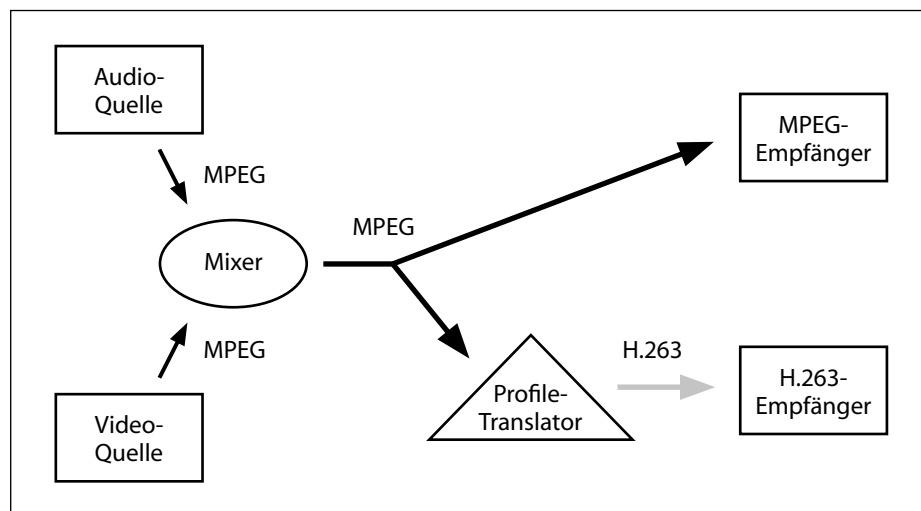 Audio-
Quelle
MPEG-
Empfänger
MPEG
MPEG
Mixer
MPEG
H.263
Profile-
Translator
H.263-
Empfänger
Video-
Quelle